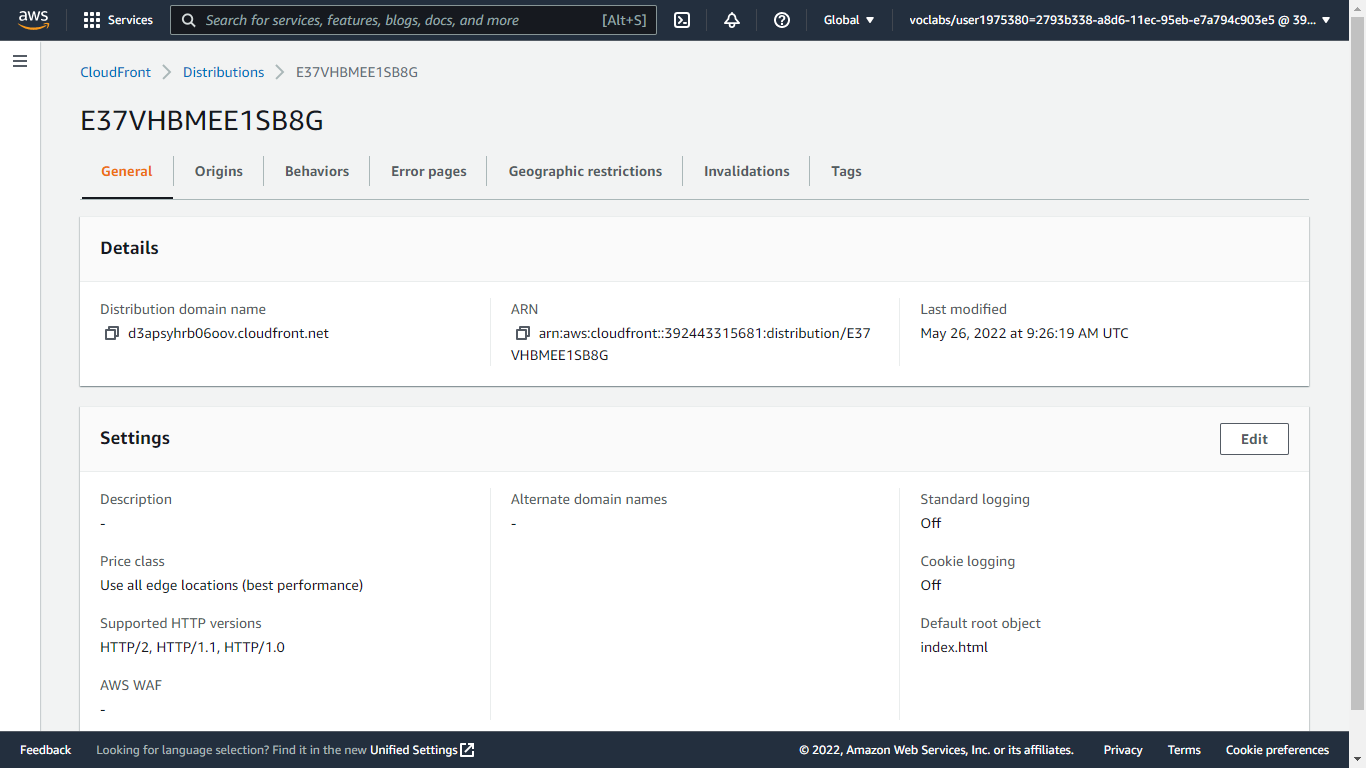 aws Services Search for services, features, blogs, docs, and more [Alt+S] Global voclabs/user1975380=2793b338-a8d6-11ec-95eb-e7a794c903e5 @ 39...
CloudFront Distributions E37VHBMEE1SB8G
E37VHBMEE1SB8G
General Origins Behaviors Error pages Geographic restrictions Invalidations Tags
Details
Distribution domain name
d3apsyhrb06oov.cloudfront.net
ARN
arn:aws:cloudfront::392443315681:distribution/E37
VHBMEE1SB8G
Last modified
May 26, 2022 at 9:26:19 AM UTC
Settings
Edit
Description
-
Price class
Use all edge locations (best performance)
Supported HTTP versions
HTTP/2, HTTP/1.1, HTTP/1.0
AWS WAF
-
Alternate domain names
-
Standard logging
Off
Cookie logging
Off
Default root object
index.html
Feedback Looking for language selection? Find it in the new Unified Settings © 2022, Amazon Web Services, Inc. or its affiliates. Privacy Terms Cookie preferences